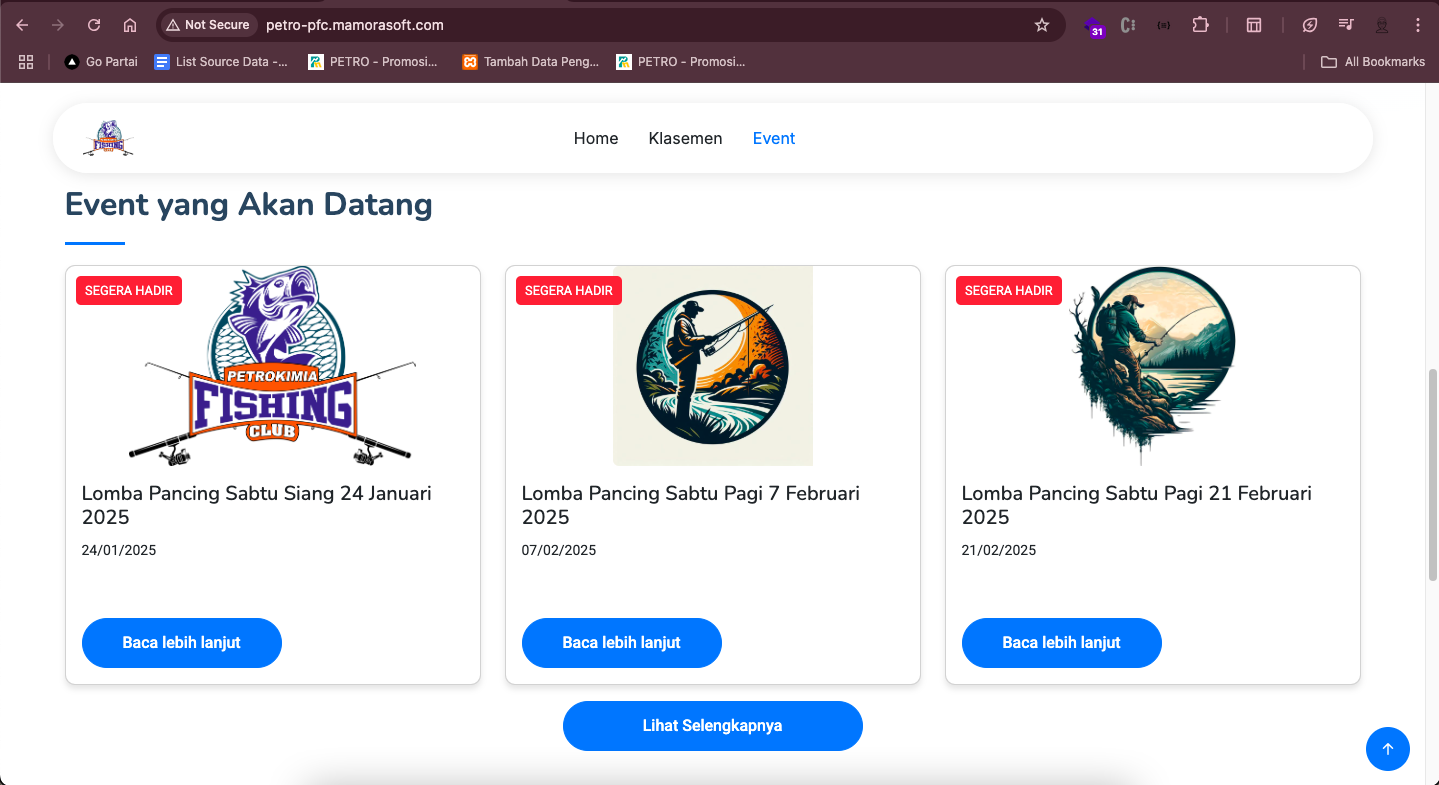 Not Secure petro-pfc.mamorasoft.com 31
Go Partai List Source Data -... PETRO - Promosi... Tambah Data Peng... PETRO - Promosi... All Bookmarks
FISHING Home Klasemen Event
Event yang Akan Datang
SEGERA HADIR
PETROKIMIA
FISHING
CLUB
Lomba Pancing Sabtu Siang 24 Januari
2025
24/01/2025
Baca lebih lanjut
SEGERA HADIR
Lomba Pancing Sabtu Pagi 7 Februari
2025
07/02/2025
Baca lebih lanjut
SEGERA HADIR
Lomba Pancing Sabtu Pagi 21 Februari
2025
21/02/2025
Baca lebih lanjut
Lihat Selengkapnya